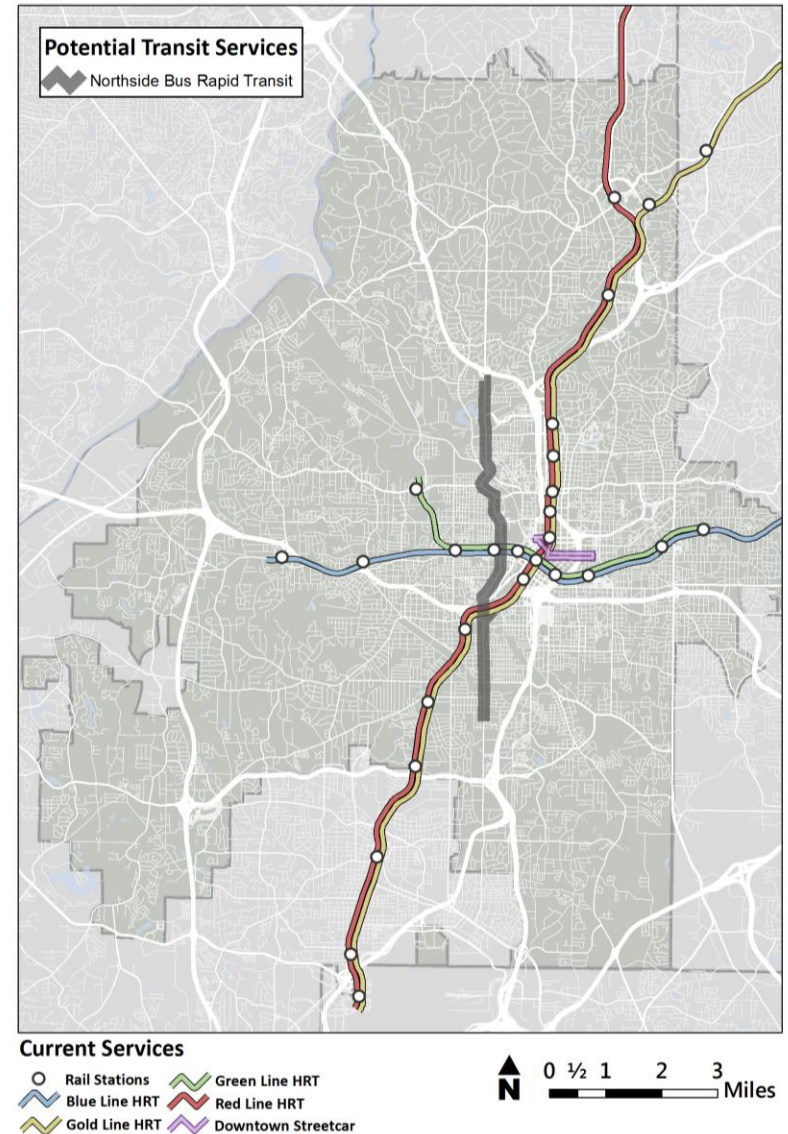 Potential Transit Services
Northside Bus Rapid Transit
Current Services
Rail Stations
Blue Line HRT
Gold Line HRT
Green Line HRT
Red Line HRT
Downtown Streetcar
N
0 ½ 1 2 3
Miles